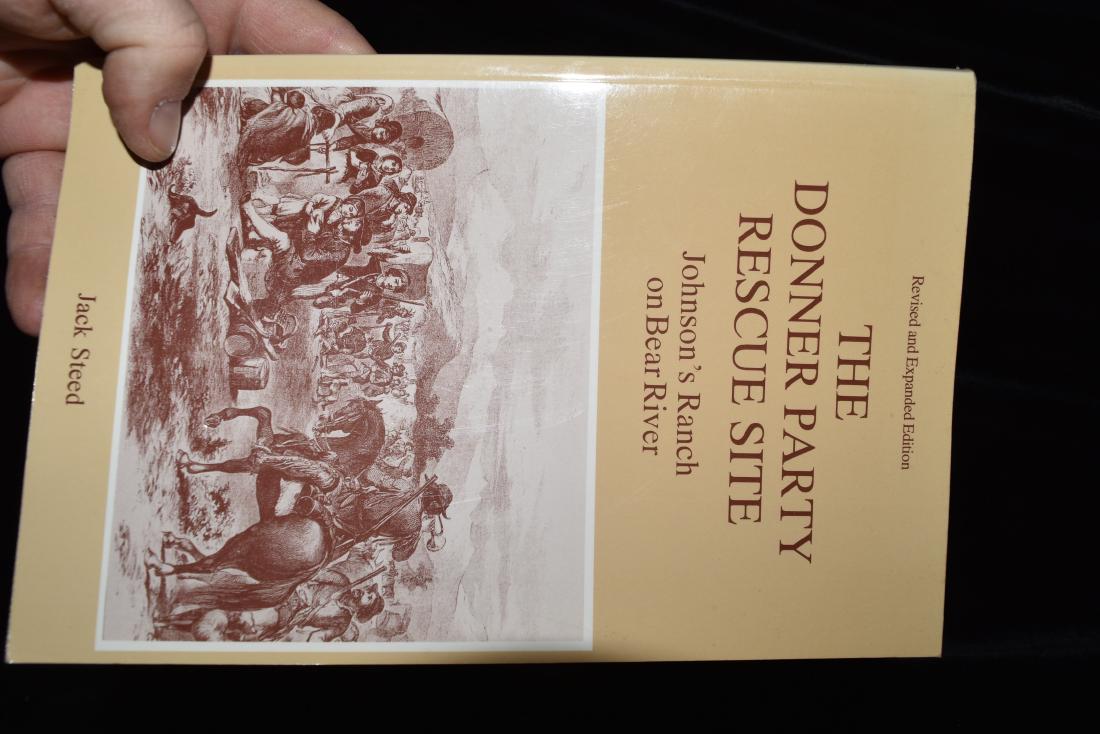 Revised and Expanded Edition
THE
DONNER PARTY
RESCUE SITE
Johnson's Ranch
on Bear River
Jack Steed